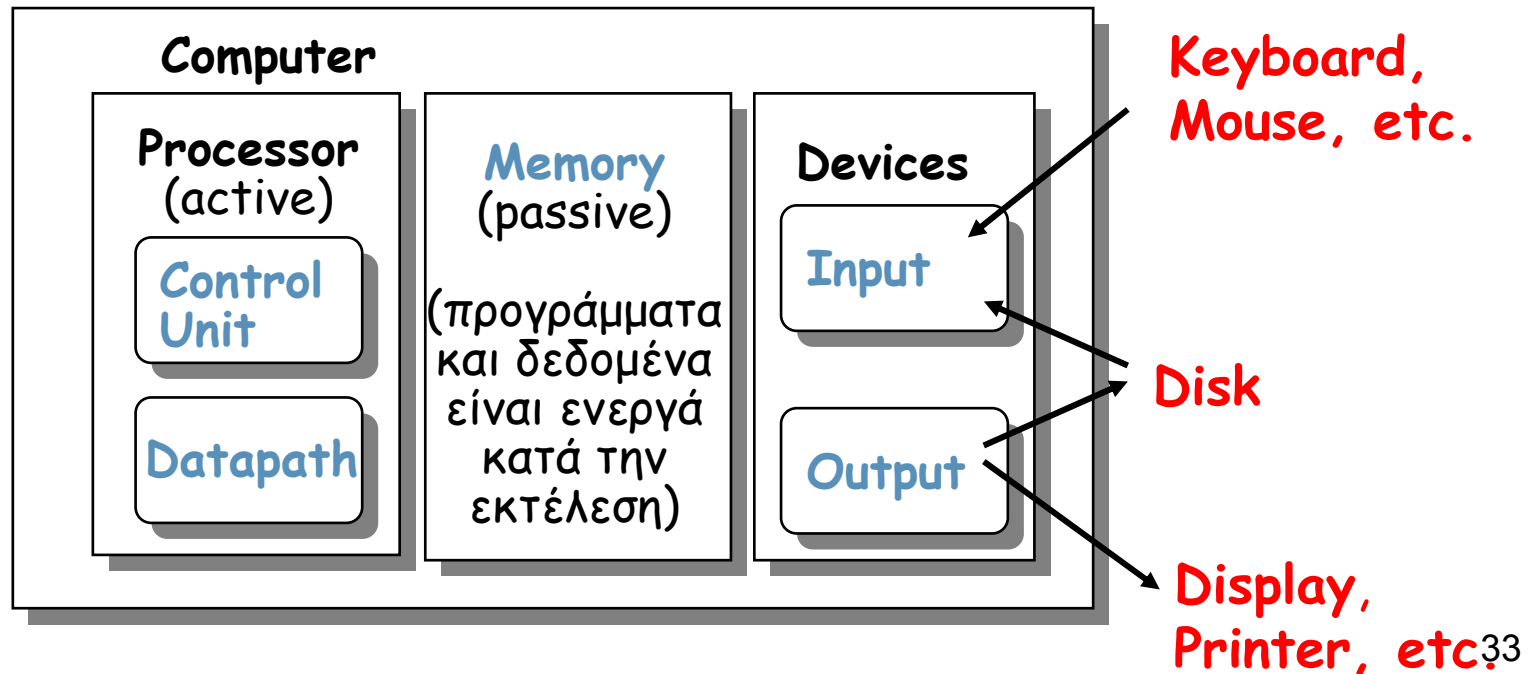 Computer
Processor
(active)
Control
Unit
Datapath
Memory
(passive)
(προγράμματα
και δεδομένα
είναι ενεργά
κατά την
εκτέλεση)
Devices
Input
Output
Keyboard,
Mouse, etc.
Disk
Display,
Printer, etc.
33